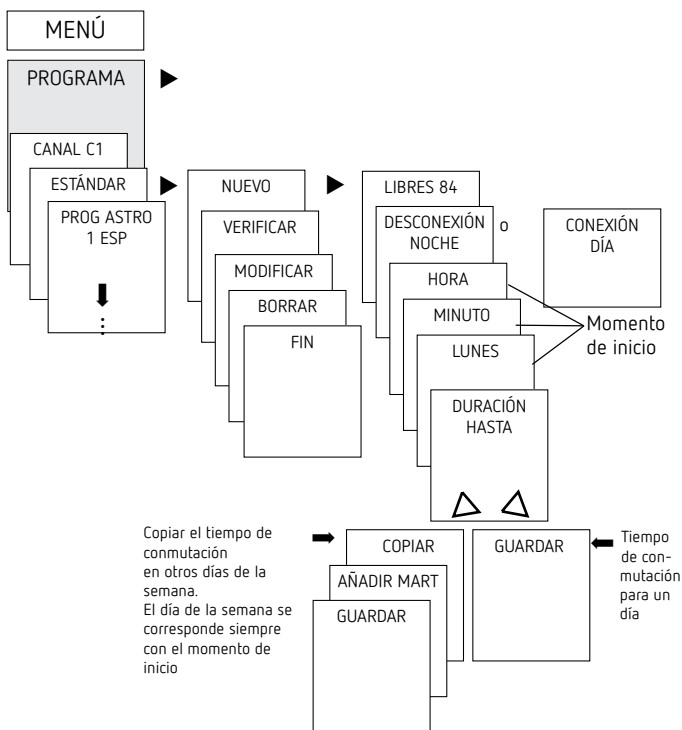 MENÚ
PROGRAMA
CANAL C1
ESTÁNDAR
PROG ASTRO
1 ESP
NUEVO
VERIFICAR
MODIFICAR
BORRAR
FIN
LIBRES 84
DESCONEXIÓN
NOCHE
o
CONEXIÓN
DÍA
HORA
MINUTO
LUNES
Momento
de inicio
DURACIÓN
HASTA
Copiar el tiempo de
conmutación
en otros días de la
semana.
El día de la semana se
corresponde siempre
con el momento de
inicio
COPIAR
AÑADIR MART
GUARDAR
GUARDAR
Tiempo
de con-
mutación
para un
día